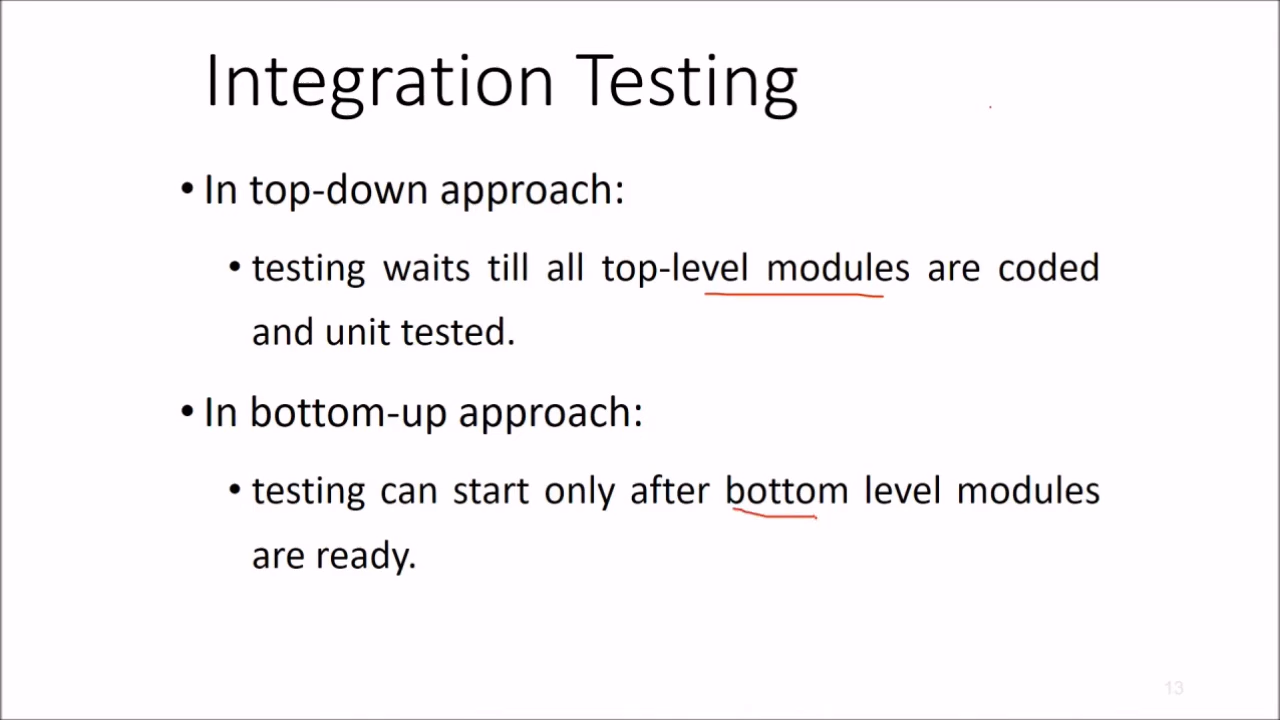 Integration Testing
• In top-down approach:
• testing waits till all top-level modules are coded
and unit tested.
• In bottom-up approach:
• testing can start only after bottom level modules
are ready.
13